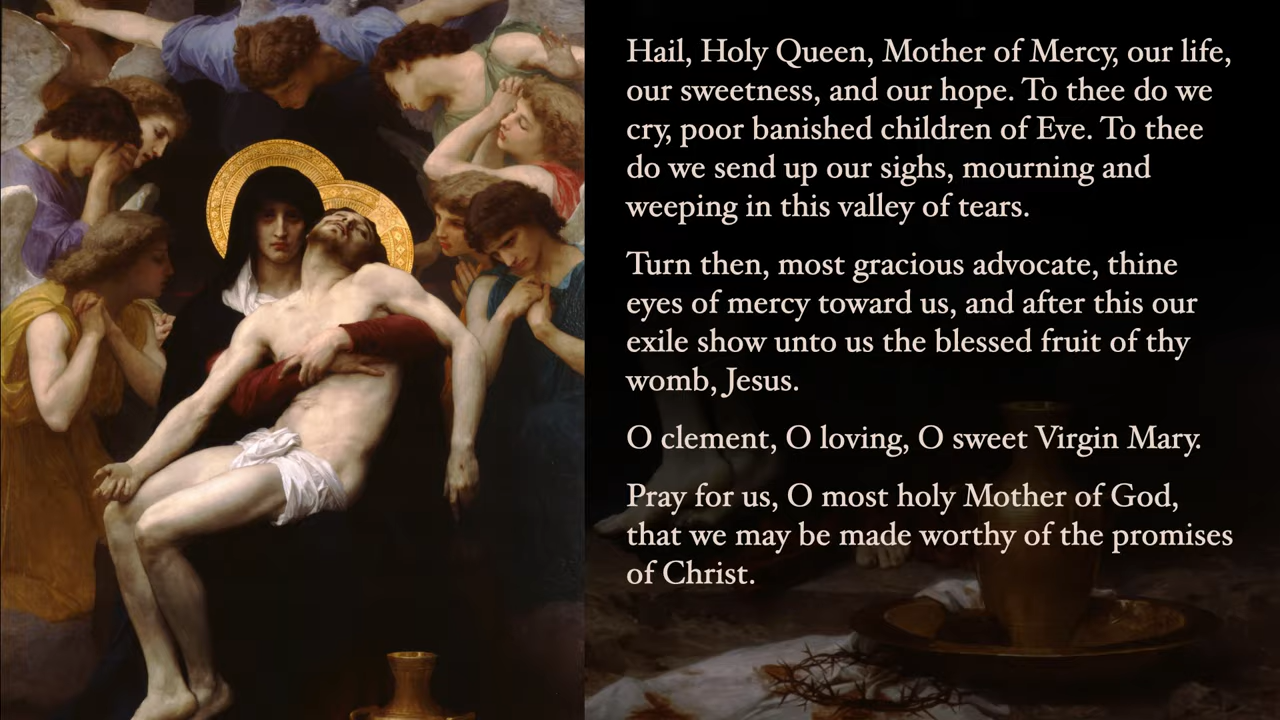 Hail, Holy Queen, Mother of Mercy, our life,
our sweetness, and our hope. To thee do we
cry, poor banished children of Eve. To thee
do we send up our sighs, mourning and
weeping in this valley of tears.
Turn then, most gracious advocate, thine
eyes of mercy toward us, and after this our
exile show unto us the blessed fruit of thy
womb, Jesus.
O clement, O loving, O sweet Virgin Mary.
Pray for us, O most holy Mother of God,
that we may be made worthy of the promises
of Christ.